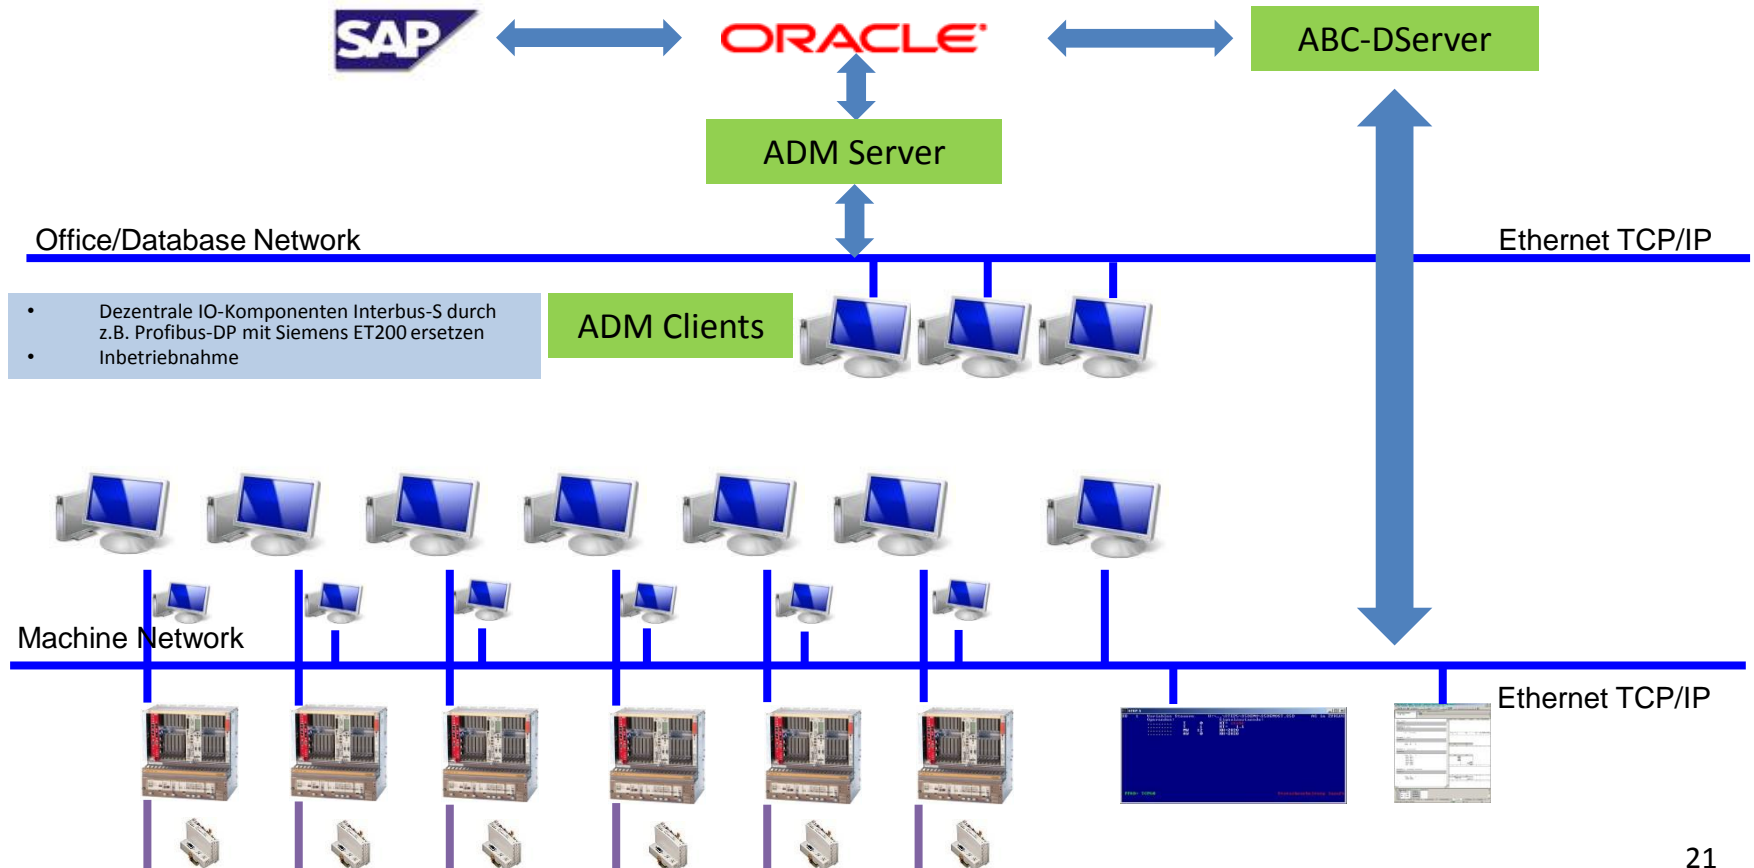 SAP
ORACLE
ABC-DServer
ADM Server
Office/Database Network
Ethernet TCP/IP
• Dezentrale IO-Komponenten Interbus-S durch
z.B. Profibus-DP mit Siemens ET200 ersetzen
• Inbetriebnahme
ADM Clients
Machine Network
Ethernet TCP/IP
21